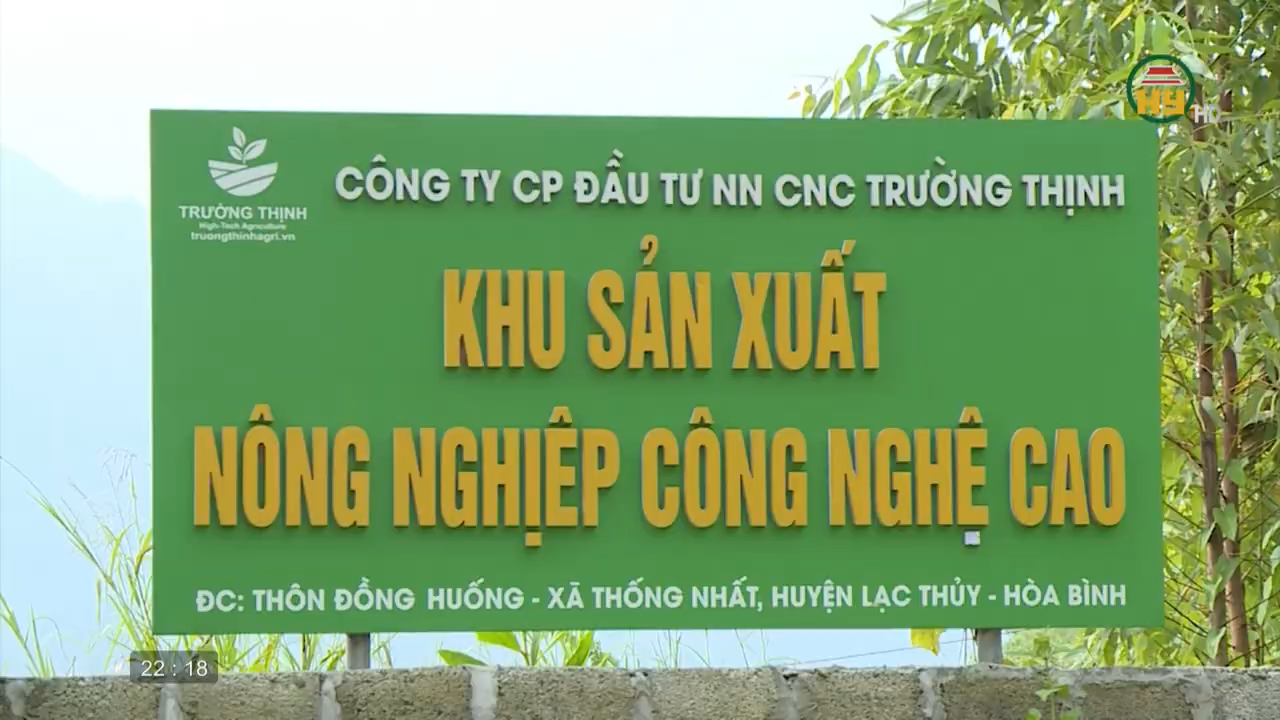 HY HD
TRƯỜNG THỊNH
High-Tech Agriculture
truongthinhagri.vn
CÔNG TY CP ĐẦU TƯ NN CNC TRƯỜNG THỊNH
KHU SẢN XUẤT
NÔNG NGHIỆP CÔNG NGHỆ CAO
ĐC: THÔN ĐỒNG HUỐNG - XÃ THỐNG NHẤT, HUYỆN LẠC THỦY - HÒA BÌNH
22 : 18